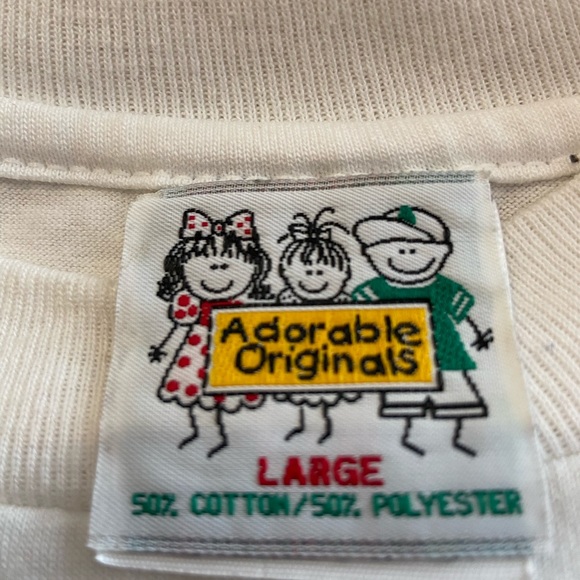 Adorable
Originals
LARGE
50% COTTON/50% POLYESTER